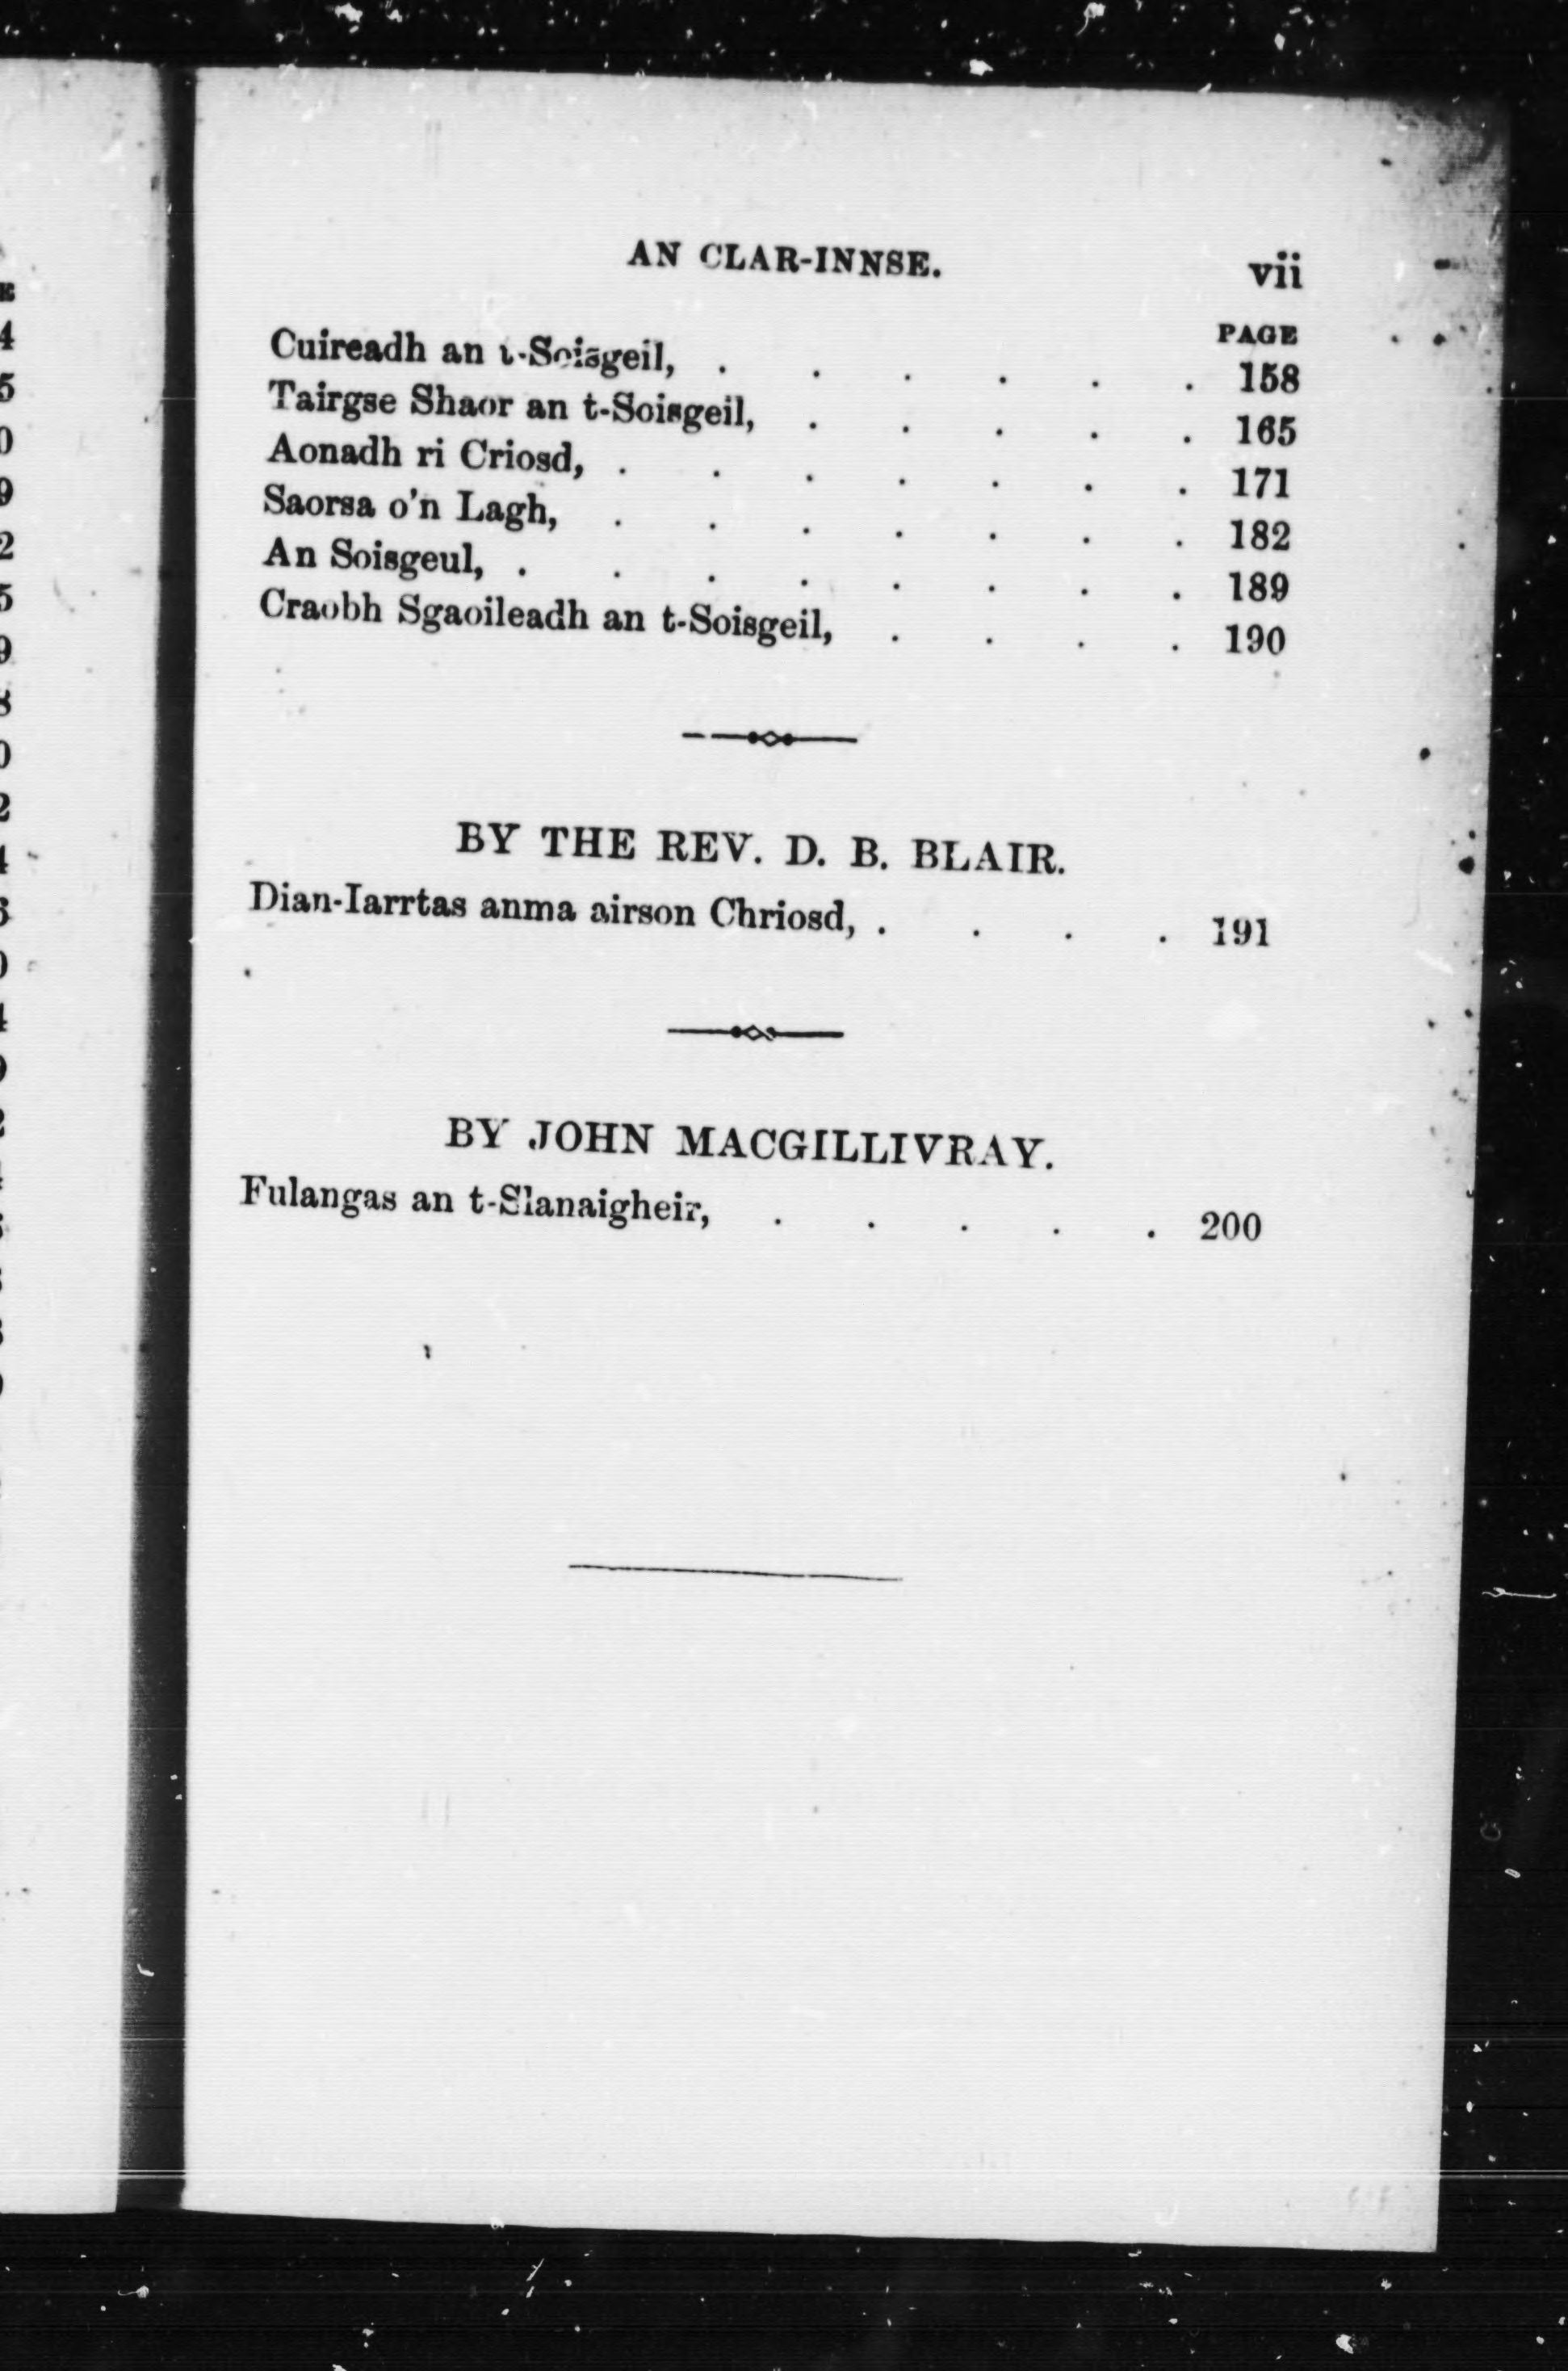 AN CLAR-INNSE. vii
PAGE
Cuireadh an t-Soisgeil, . . . . . . 158
Tairgse Shaor an t-Soisgeil, . . . . . 165
Aonadh ri Criosd, . . . . . . . 171
Saorsa o'n Lagh, . . . . . . . 182
An Soisgeul, . . . . . . . . 189
Craobh Sgaoileadh an t-Soisgeil, . . . . 190
BY THE REV. D. B. BLAIR.
Dian-Iarrtas anma airson Chriosd, . . . . 191
BY JOHN MACGILLIVRAY.
Fulangas an t-Slanaigheir, . . . . . 200